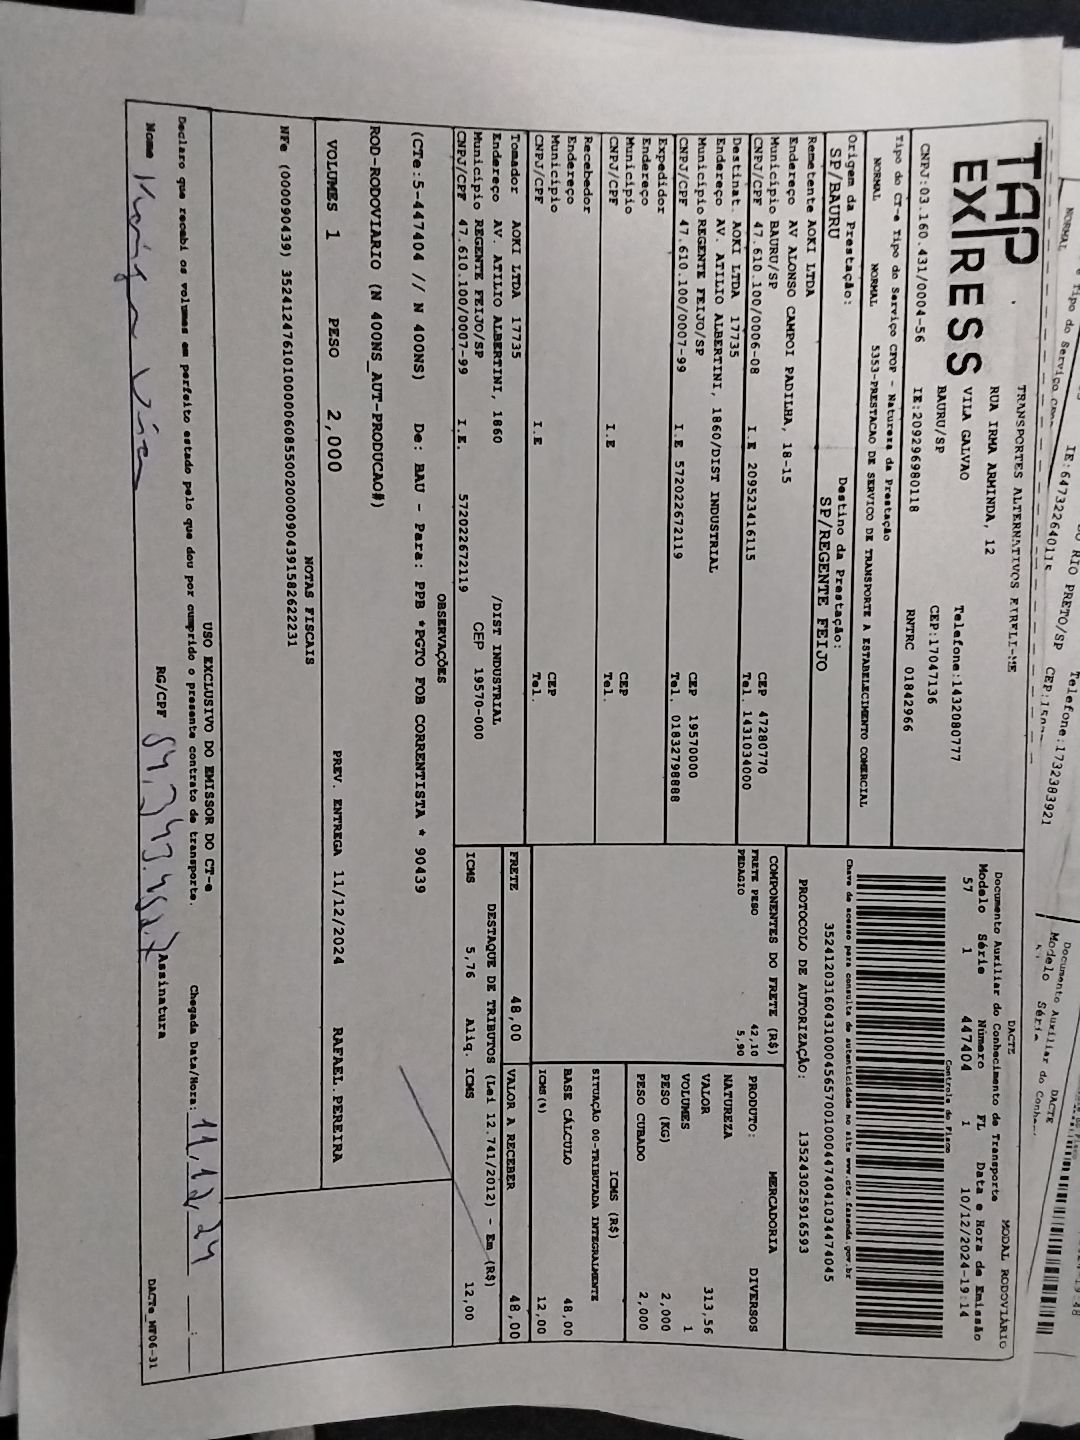 TAP EXPRESS
TRANSPORTES ALTERNATIVOS EIRELI-ME
RUA IRMA ARMINDA, 12
VILA GALVAO Telefone:1432080777
BAURU/SP CEP:17047136
CNPJ:03.160.431/0004-56 IE:209296980118 RNTRC 01842966
Tipo do CT-e Tipo do Serviço CFOP - Natureza da Prestação
NORMAL NORMAL 5353-PRESTACAO DE SERVICO DE TRANSPORTE A ESTABELECIMENTO COMERCIAL
Origem da Prestação: Destino da Prestação:
SP/BAURU SP/REGENTE FEIJO
DACTE MODAL RODOVIÁRIO
Documento Auxiliar do Conhecimento de Transporte
Modelo Série Número FL Data e Hora de Emissão
57 1 447404 1 10/12/2024-19:14
Controle do Fisco
Chave de acesso para consulta de autenticidade no site www.cte.fazenda.gov.br
35241203160431000456570010004474041034474045
PROTOCOLO DE AUTORIZAÇÃO: 135243025916593
Remetente AOKI LTDA
Endereço AV ALONSO CAMPOI PADILHA, 18-15
Município BAURU/SP CEP 47280770
CNPJ/CPF 47.610.100/0006-08 I.E 209523416115 Tel. 1431034000
Destinat. AOKI LTDA 17735
Endereço AV. ATILIO ALBERTINI, 1860/DIST INDUSTRIAL
Município REGENTE FEIJO/SP CEP 19570000
CNPJ/CPF 47.610.100/0007-99 I.E 572022672119 Tel. 01832798888
Expedidor
Endereço
Município CEP
CNPJ/CPF I.E Tel.
Recebedor
Endereço
Município CEP
CNPJ/CPF I.E Tel.
Tomador AOKI LTDA 17735
Endereço AV. ATILIO ALBERTINI, 1860 /DIST INDUSTRIAL
Município REGENTE FEIJO/SP CEP 19570-000
CNPJ/CPF 47.610.100/0007-99 I.E. 572022672119
COMPONENTES DO FRETE (R$)
FRETE PESO 42,10
PEDAGIO 5,90
FRETE 48,00
MERCADORIA
PRODUTO: DIVERSOS
NATUREZA
VALOR 313,56
VOLUMES 1
PESO (KG) 2,000
PESO CUBADO 2,000
ICMS (R$)
SITUAÇÃO 00-TRIBUTADA INTEGRALMENTE
BASE CÁLCULO 48,00
ICMS(%) 12,00
VALOR A RECEBER 48,00
DESTAQUE DE TRIBUTOS (Lei 12.741/2012) - Em (R$)
ICMS 5,76 Aliq. ICMS 12,00
OBSERVAÇÕES
(CTe:5-447404 // N 400NS) De: BAU - Para: PPB *PGTO FOB CORRENTISTA * 90439
ROD-RODOVIARIO (N 400NS_AUT-PRODUCAO#)
VOLUMES 1 PESO 2,000 PREV. ENTREGA 11/12/2024 RAFAEL.PEREIRA
NOTAS FISCAIS
NFe (000090439) 35241247610100000608550020000904391582622231
USO EXCLUSIVO DO EMISSOR DO CT-e
Declaro que recebi os volumes em perfeito estado pelo que dou por cumprido o presente contrato de transporte. Chegada Data/Hora: 11/12/24
Nome RG/CPF Assinatura
DACTe_MT06-31